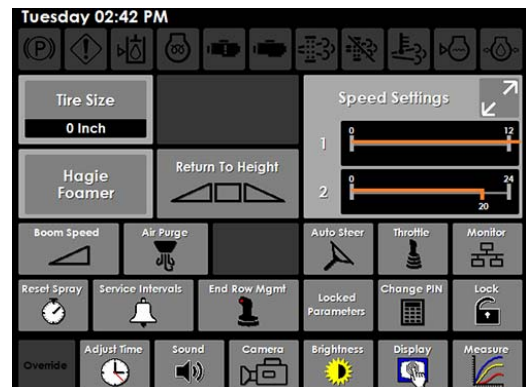 Tuesday 02:42 PM
(P)
Tire Size
0 Inch
Speed Settings
1
0
12
Hagie
Foamer
Return To Height
2
0
24
20
Boom Speed
Air Purge
Auto Steer
Throttle
Monitor
Reset Spray
Service Intervals
End Row Mgmt
Locked
Parameters
Change PIN
Lock
Override
Adjust Time
Sound
Camera
Brightness
Display
Measure